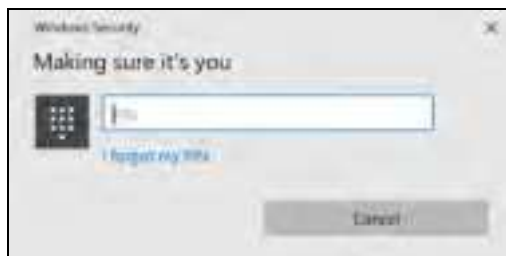 Windows Security
Making sure it's you
PIN
I forgot my PIN
Cancel